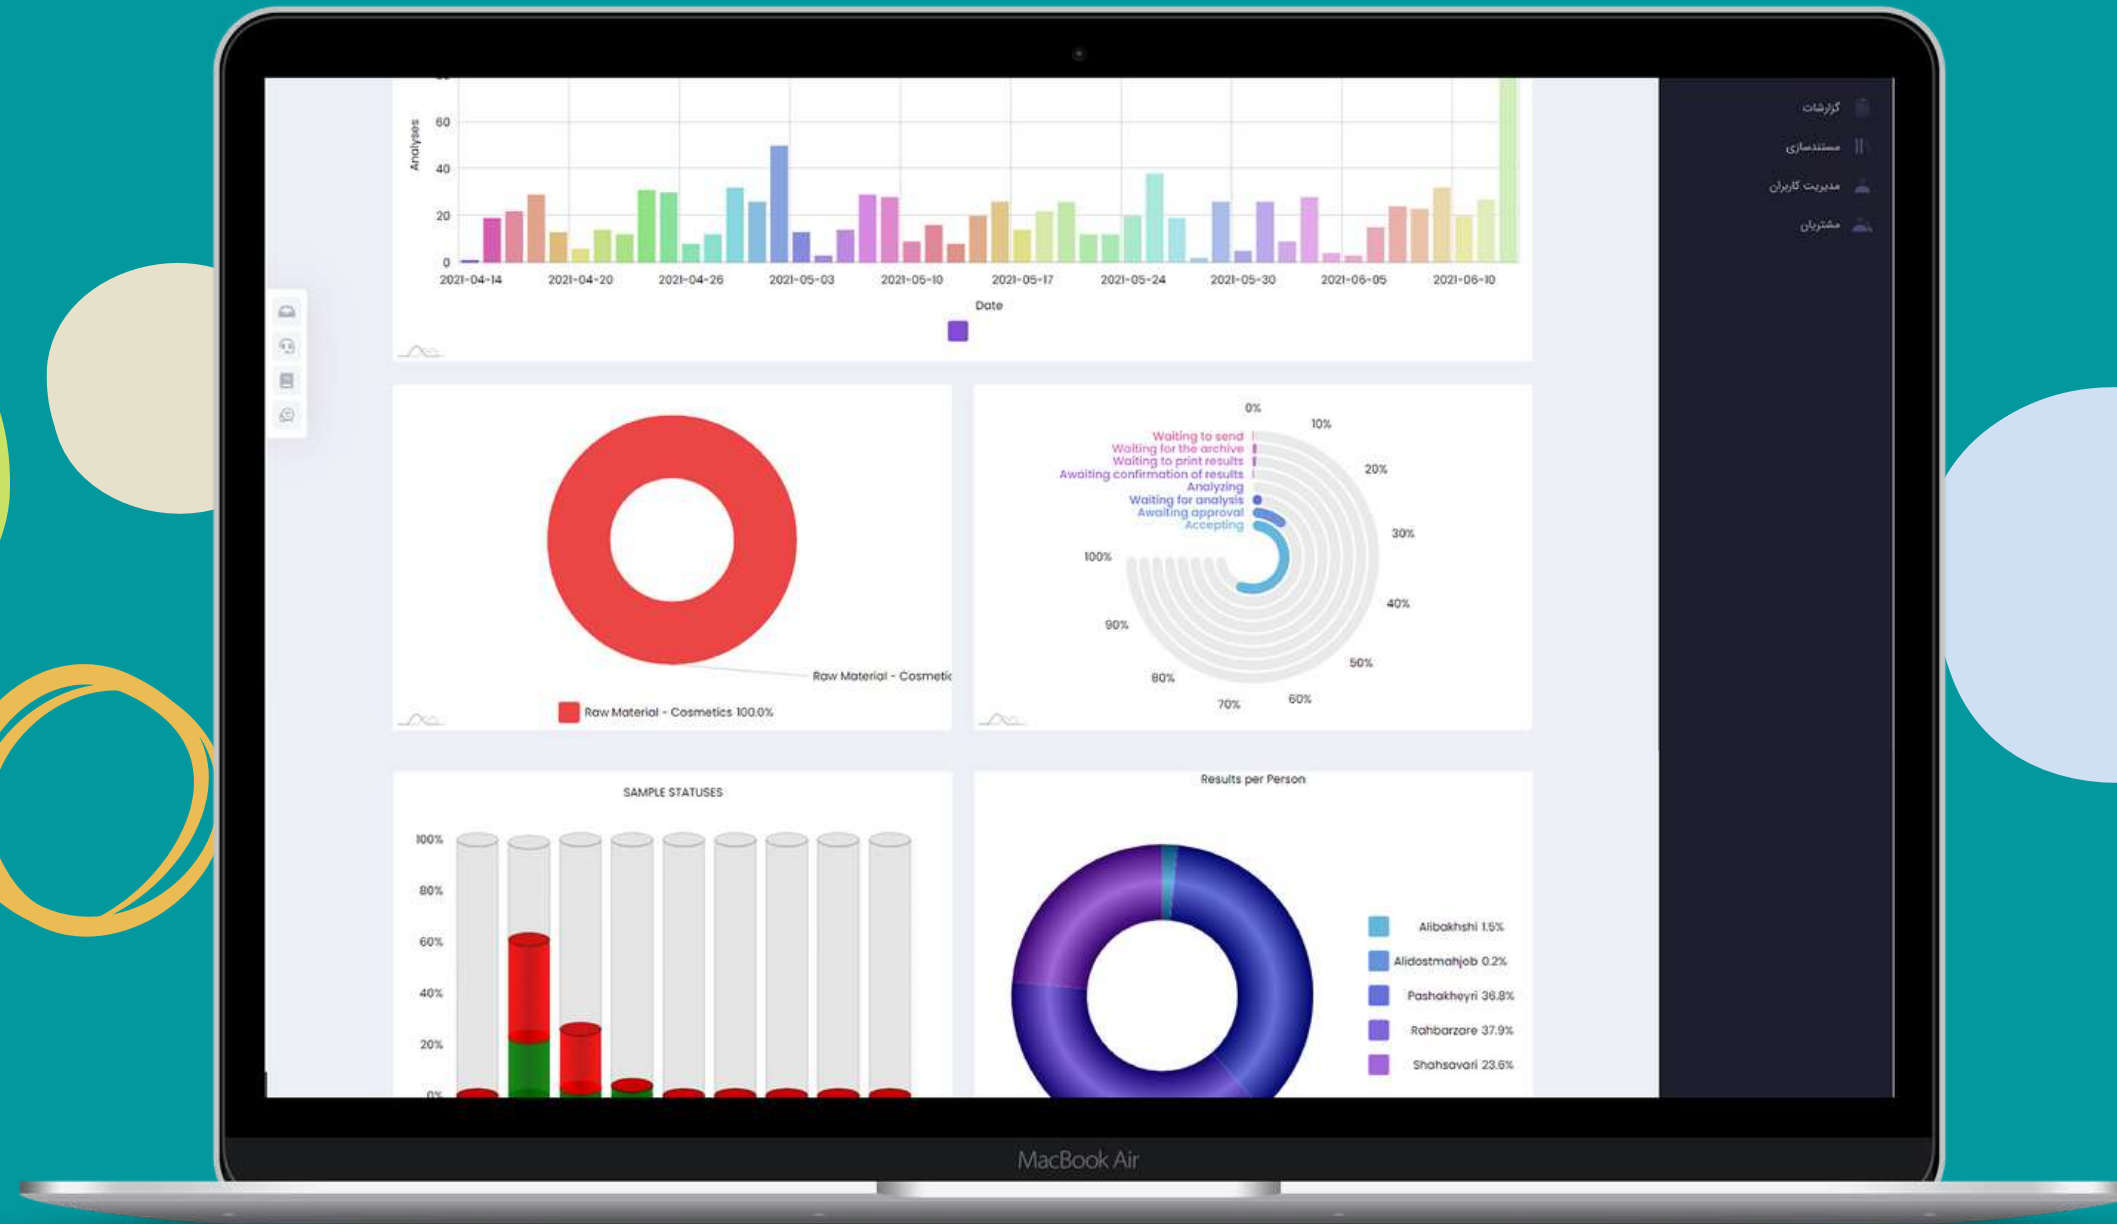 گزارشات
مستندسازی
مدیریت کاربران
مشتریان
Analyses
60
40
20
0
2021-04-14 2021-04-20 2021-04-26 2021-05-03 2021-05-10 2021-05-17 2021-05-24 2021-05-30 2021-06-05 2021-06-10
Date
Raw Material - Cosmetic
Raw Material - Cosmetics 100.0%
0%
10%
20%
30%
40%
50%
60%
70%
80%
90%
100%
Waiting to send
Waiting for the archive
Waiting to print results
Awaiting confirmation of results
Analyzing
Waiting for analysis
Awaiting approval
Accepting
SAMPLE STATUSES
100%
80%
60%
40%
20%
0%
Results per Person
Alibakhshi 1.5%
Alidostmahjob 0.2%
Pashakheyri 36.8%
Rahbarzare 37.9%
Shahsavari 23.6%
MacBook Air